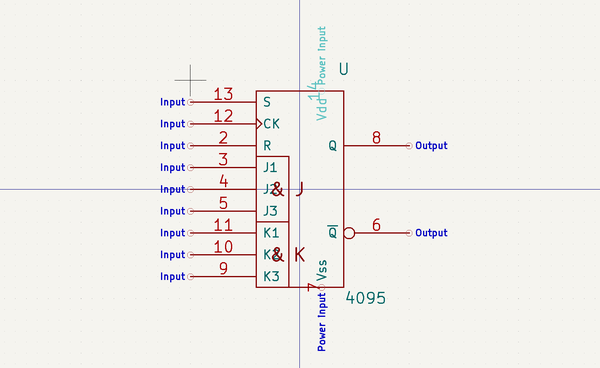 Power Input
14
Vdd
U
Input 13 S
Input 12 CK
Input 2 R
Q 8 Output
Input 3 J1
Input 4 J2 & J
Input 5 J3
Input 11 K1
Q 6 Output
Input 10 K2 & K
Input 9 K3
Vss
7
Power Input
4095